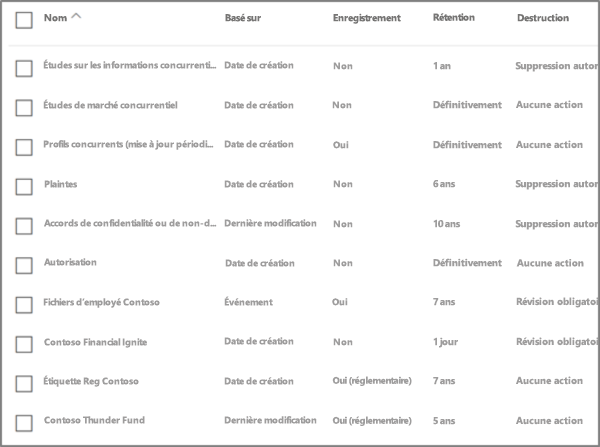 Nom Basé sur Enregistrement Rétention Destruction
Études sur les informations concurrenti... Date de création Non 1 an Suppression autor
Études de marché concurrentiel Date de création Non Définitivement Aucune action
Profils concurrents (mise à jour périodi... Date de création Oui Définitivement Aucune action
Plaintes Date de création Non 6 ans Suppression autor
Accords de confidentialité ou de non-d... Dernière modification Non 10 ans Suppression autor
Autorisation Date de création Non Définitivement Aucune action
Fichiers d'employé Contoso Événement Oui 7 ans Révision obligatoi
Contoso Financial Ignite Date de création Non 1 jour Révision obligatoi
Étiquette Reg Contoso Date de création Oui (réglementaire) 7 ans Aucune action
Contoso Thunder Fund Dernière modification Oui (réglementaire) 5 ans Aucune action